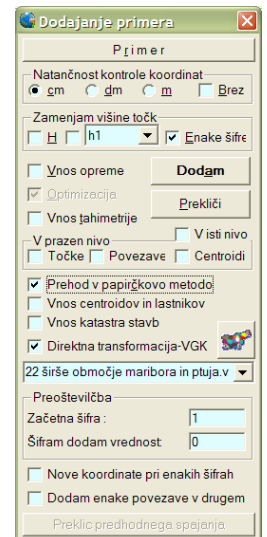 Dodajanje primera
Primer
Natančnost kontrole koordinat
cm dm m Brez
Zamenjam višine točk
H h1 Enake šifre
Vnos opreme Dodam
Optimizacija
Prekliči
Vnos tahimetrije
V prazen nivo V isti nivo
Točke Povezave Centroidi
Prehod v papirčkovo metodo
Vnos centroidov in lastnikov
Vnos katastra stavb
Direktna transformacija-VGK
22 širše območje maribora in ptuja.v
Preoštevilčba
Začetna šifra : 1
Šifram dodam vrednost: 0
Nove koordinate pri enakih šifrah
Dodam enake povezave v drugem
Preklic predhodnega spajanja